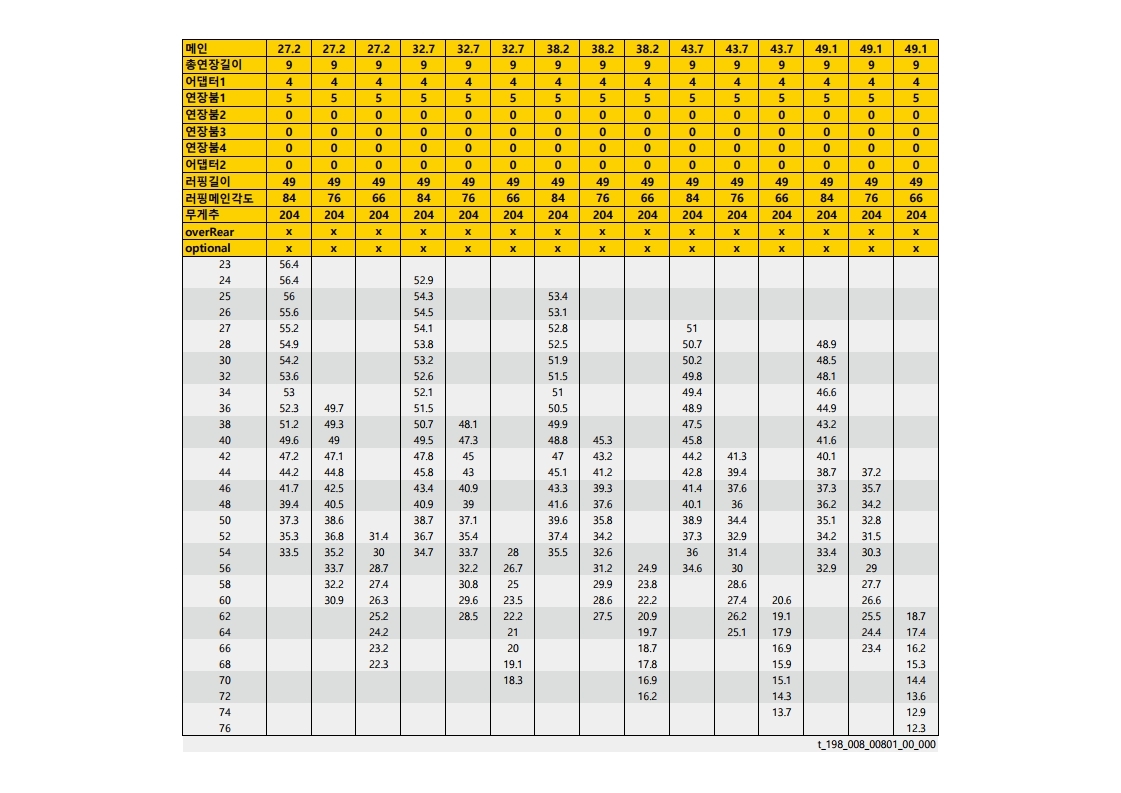 메인 27.2 27.2 27.2 32.7 32.7 32.7 38.2 38.2 38.2 43.7 43.7 43.7 49.1 49.1 49.1
총연장길이 9 9 9 9 9 9 9 9 9 9 9 9 9 9 9
어댑터1 4 4 4 4 4 4 4 4 4 4 4 4 4 4 4
연장붐1 5 5 5 5 5 5 5 5 5 5 5 5 5 5 5
연장붐2 0 0 0 0 0 0 0 0 0 0 0 0 0 0 0
연장붐3 0 0 0 0 0 0 0 0 0 0 0 0 0 0 0
연장붐4 0 0 0 0 0 0 0 0 0 0 0 0 0 0 0
어댑터2 0 0 0 0 0 0 0 0 0 0 0 0 0 0 0
러핑길이 49 49 49 49 49 49 49 49 49 49 49 49 49 49 49
러핑메인각도 84 76 66 84 76 66 84 76 66 84 76 66 84 76 66
무게추 204 204 204 204 204 204 204 204 204 204 204 204 204 204 204
overRear x x x x x x x x x x x x x x x
optional x x x x x x x x x x x x x x x
23 56.4
24 56.4 52.9
25 56 54.3 53.4
26 55.6 54.5 53.1
27 55.2 54.1 52.8 51
28 54.9 53.8 52.5 50.7 48.9
30 54.2 53.2 51.9 50.2 48.5
32 53.6 52.6 51.5 49.8 48.1
34 53 52.1 51 49.4 46.6
36 52.3 49.7 51.5 50.5 48.9 44.9
38 51.2 49.3 50.7 48.1 49.9 47.5 43.2
40 49.6 49 49.5 47.3 48.8 45.3 45.8 41.6
42 47.2 47.1 47.8 45 47 43.2 44.2 41.3 40.1
44 44.2 44.8 45.8 43 45.1 41.2 42.8 39.4 38.7 37.2
46 41.7 42.5 43.4 40.9 43.3 39.3 41.4 37.6 37.3 35.7
48 39.4 40.5 40.9 39 41.6 37.6 40.1 36 36.2 34.2
50 37.3 38.6 38.7 37.1 39.6 35.8 38.9 34.4 35.1 32.8
52 35.3 36.8 31.4 36.7 35.4 37.4 34.2 37.3 32.9 34.2 31.5
54 33.5 35.2 30 34.7 33.7 28 35.5 32.6 36 31.4 33.4 30.3
56 33.7 28.7 32.2 26.7 31.2 24.9 34.6 30 32.9 29
58 32.2 27.4 30.8 25 29.9 23.8 28.6 27.7
60 30.9 26.3 29.6 23.5 28.6 22.2 27.4 20.6 26.6
62 25.2 28.5 22.2 27.5 20.9 26.2 19.1 25.5 18.7
64 24.2 21 19.7 25.1 17.9 24.4 17.4
66 23.2 20 18.7 16.9 23.4 16.2
68 22.3 19.1 17.8 15.9 15.3
70 18.3 16.9 15.1 14.4
72 16.2 14.3 13.6
74 13.7 12.9
76 12.3
t_198_008_00801_00_000